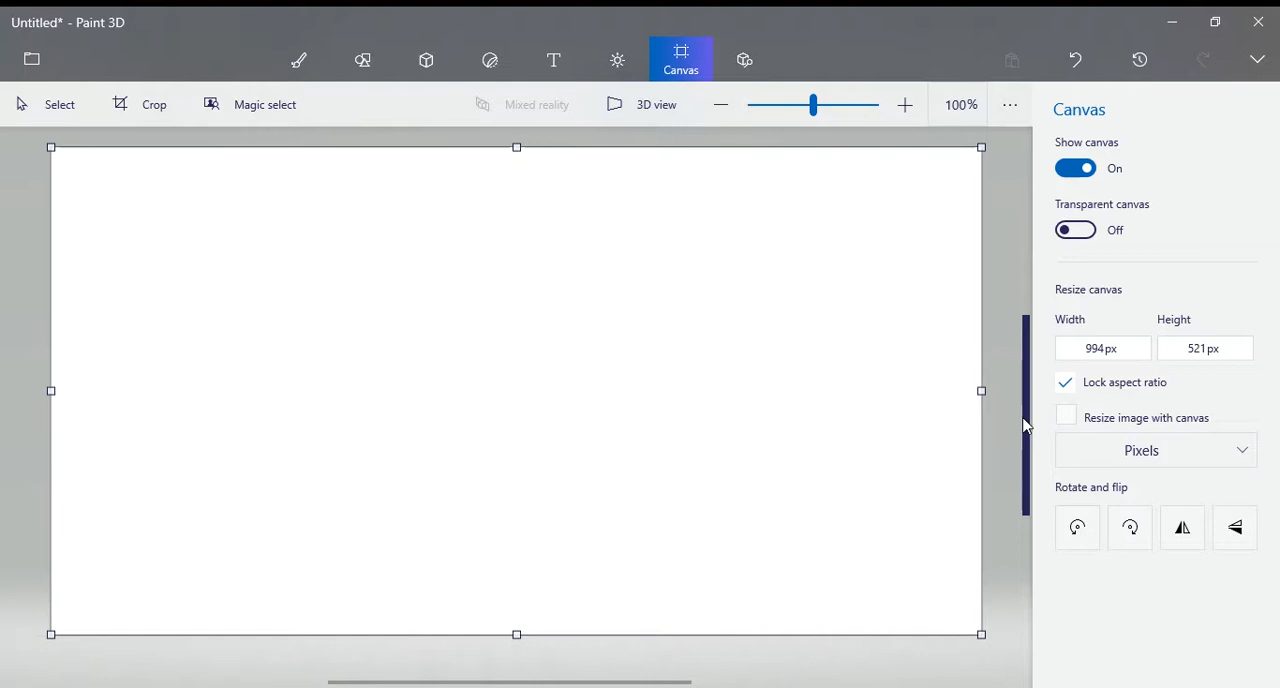 Untitled* - Paint 3D
T
Canvas
Select
Crop
Magic select
Mixed reality
3D view
100%
Canvas
Show canvas
On
Transparent canvas
Off
Resize canvas
Width Height
994px 521px
Lock aspect ratio
Resize image with canvas
Pixels
Rotate and flip